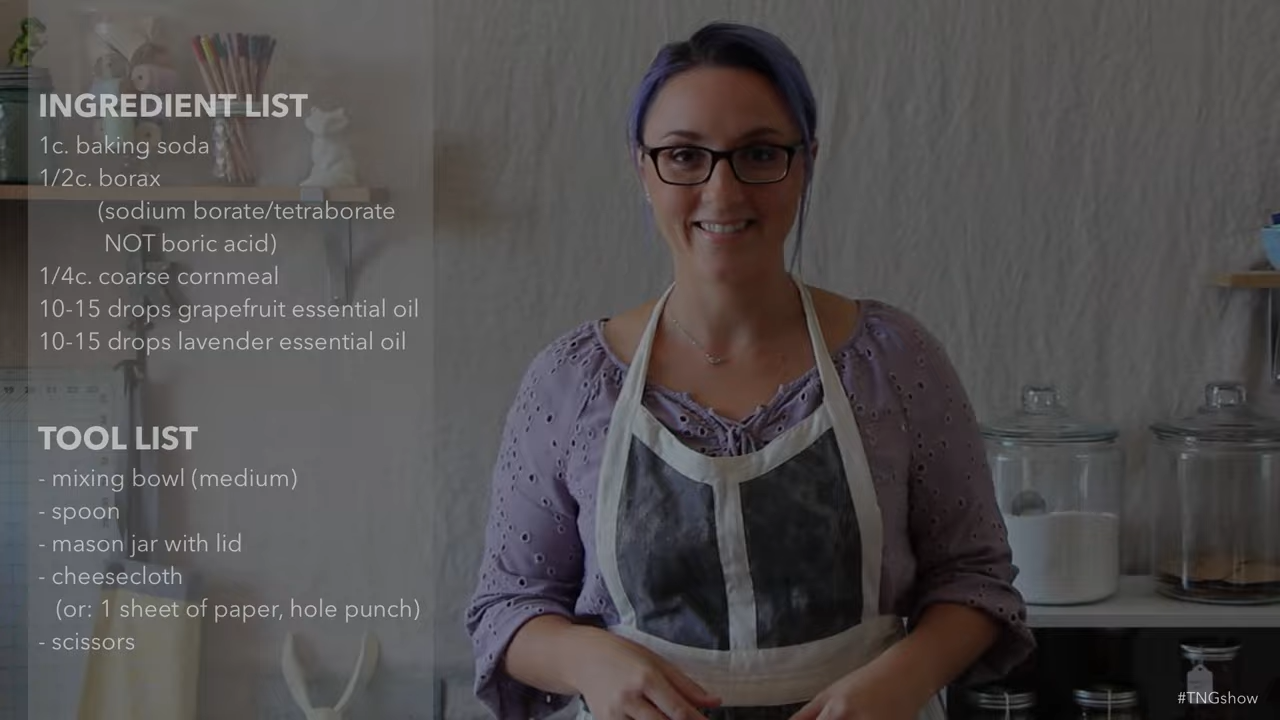 INGREDIENT LIST
1c. baking soda
1/2c. borax
(sodium borate/tetraborate
NOT boric acid)
1/4c. coarse cornmeal
10-15 drops grapefruit essential oil
10-15 drops lavender essential oil
TOOL LIST
- mixing bowl (medium)
- spoon
- mason jar with lid
- cheesecloth
(or: 1 sheet of paper, hole punch)
- scissors
#TNGshow